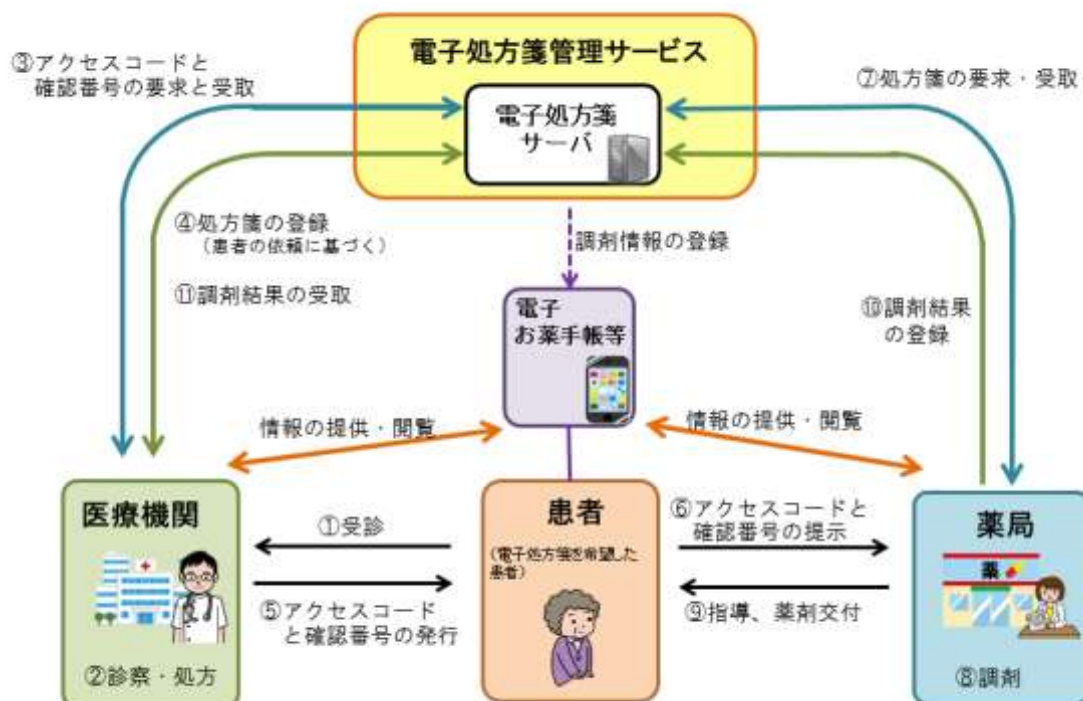 電子処方箋管理サービス
電子処方箋
サーバ
③アクセスコードと
確認番号の要求と受取
⑦処方箋の要求・受取
④処方箋の登録
（患者の依頼に基づく）
調剤情報の登録
⑪調剤結果の受取
電子
お薬手帳等
⑩調剤結果
の登録
情報の提供・閲覧
情報の提供・閲覧
医療機関
①受診
患者
(電子処方箋を希望した
患者)
⑥アクセスコードと
確認番号の提示
薬局
薬
⑤アクセスコード
と確認番号の発行
⑨指導、薬剤交付
②診察・処方
⑧調剤